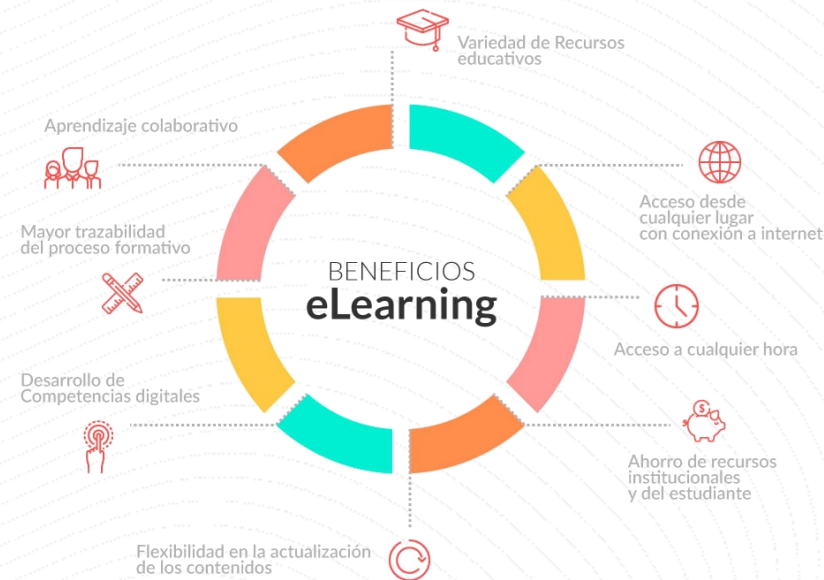 Variedad de Recursos
educativos
Aprendizaje colaborativo
Acceso desde
cualquier lugar
con conexión a internet
Mayor trazabilidad
del proceso formativo
BENEFICIOS
eLearning
Acceso a cualquier hora
Desarrollo de
Competencias digitales
$
Ahorro de recursos
institucionales
y del estudiante
Flexibilidad en la actualización
de los contenidos